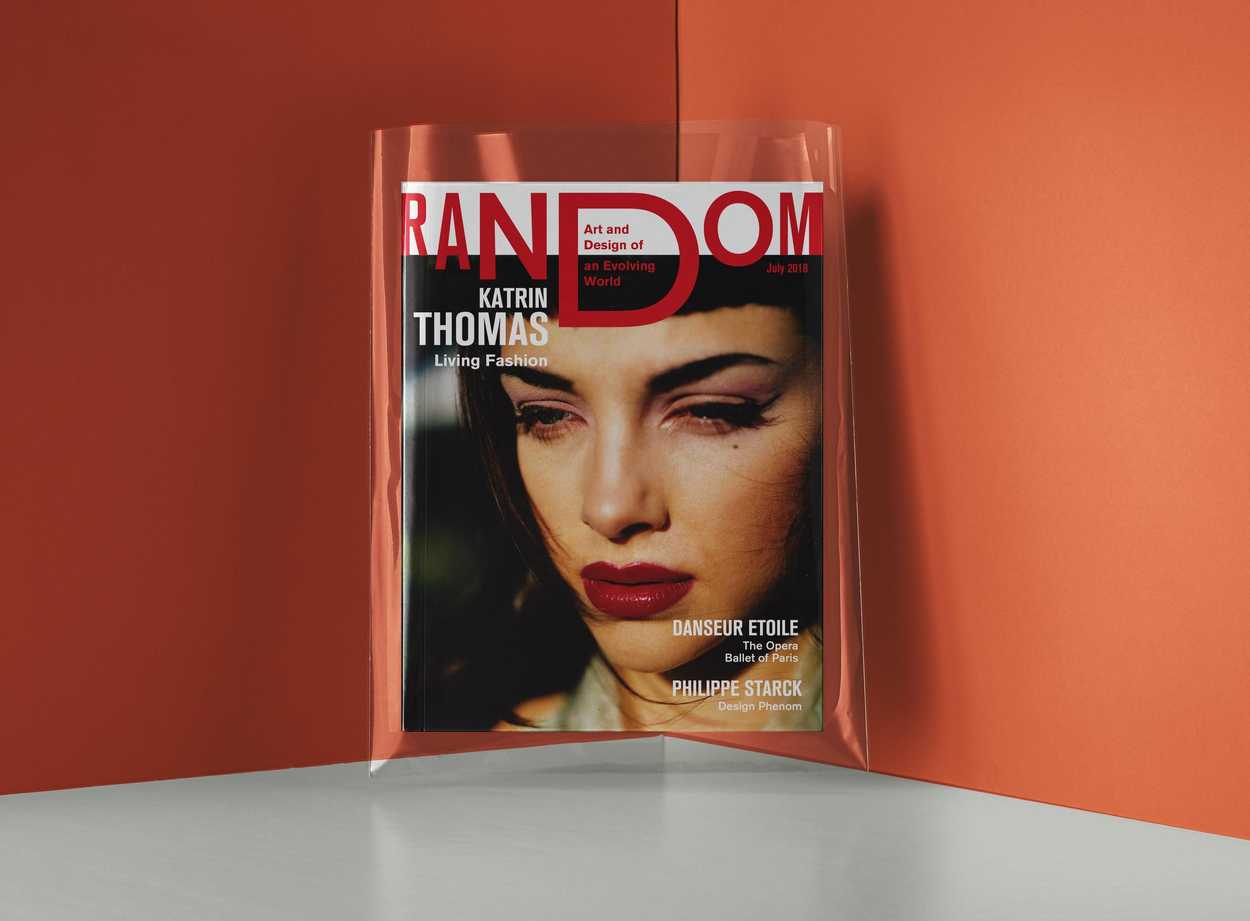 RANDOM
Art and
Design of
an Evolving
World
July 2018
KATRIN
THOMAS
Living Fashion
DANSEUR ETOILE
The Opera
Ballet of Paris
PHILIPPE STARCK
Design Phenom